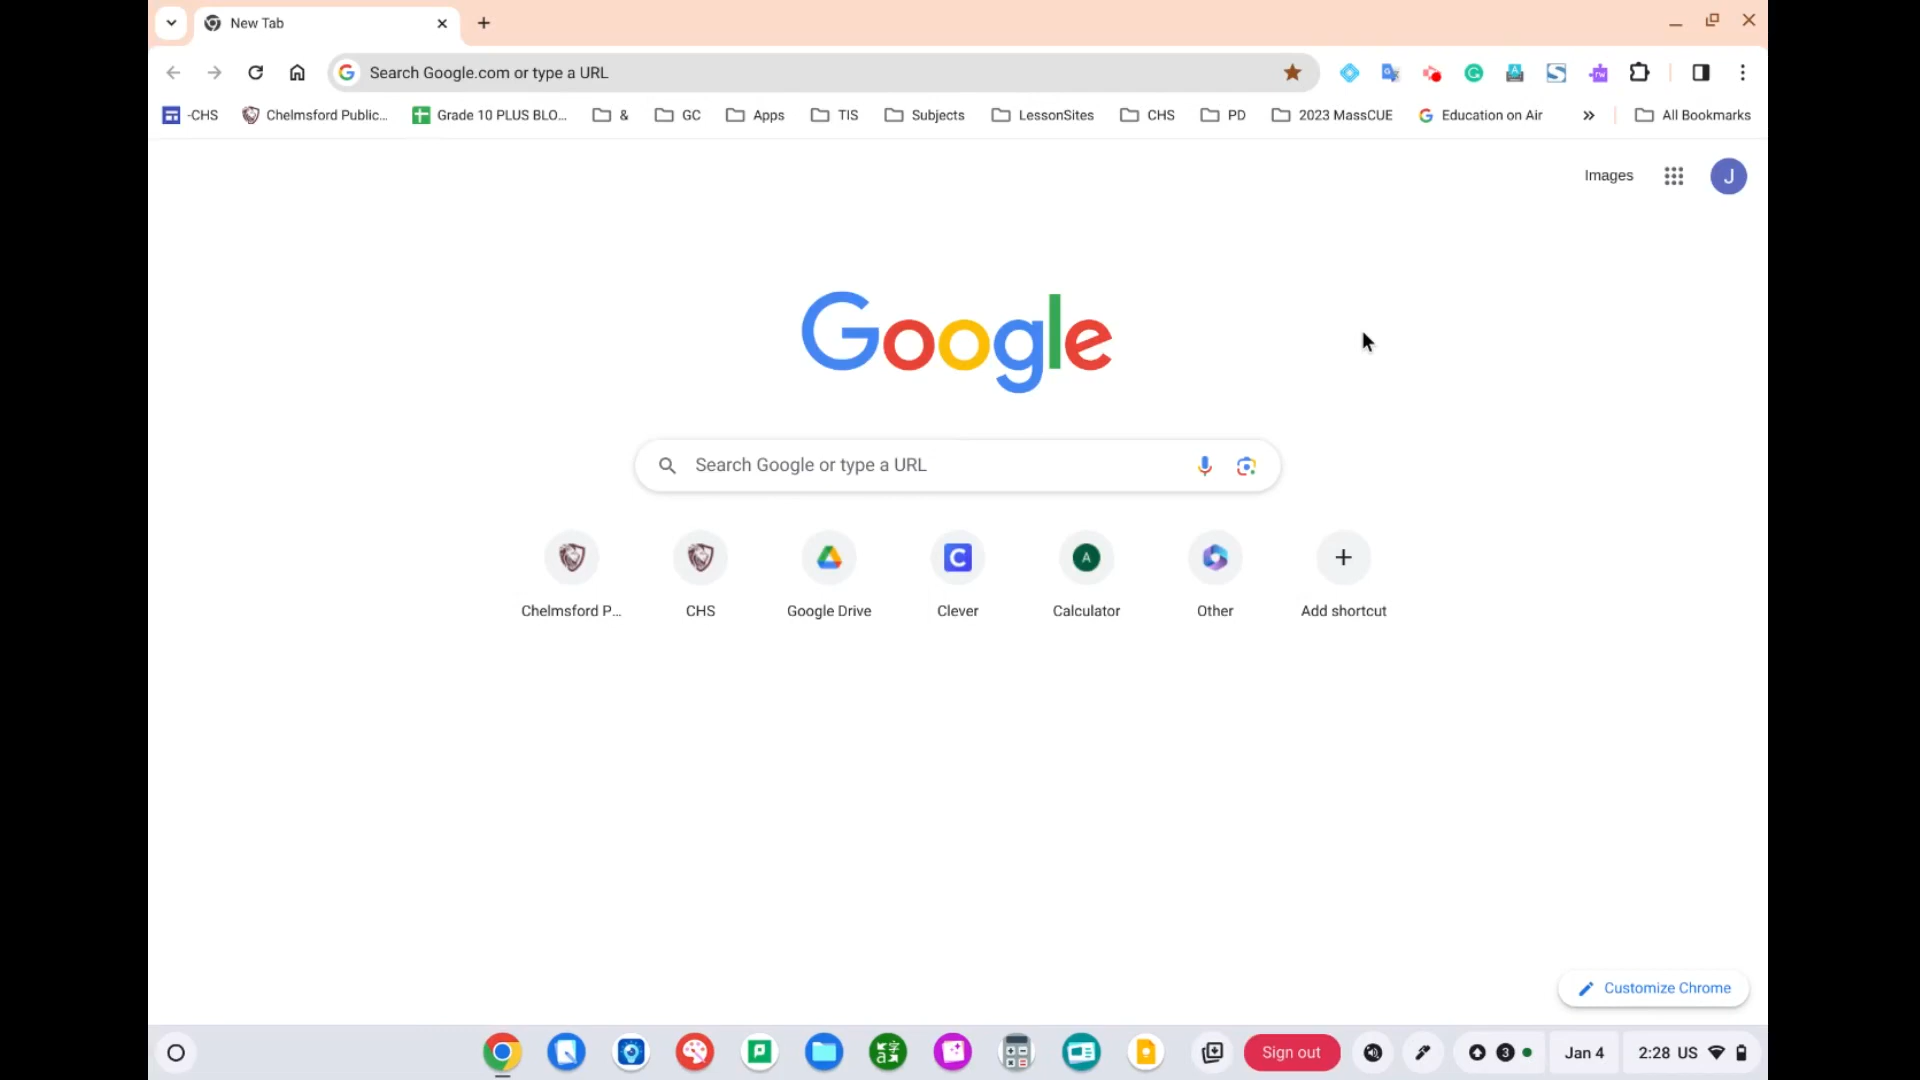 New Tab
Search Google.com or type a URL
-CHS Chelmsford Public... Grade 10 PLUS BLO... & GC Apps TIS Subjects LessonSites CHS PD 2023 MassCUE Education on Air » All Bookmarks
Images J
Google
Search Google or type a URL
Chelmsford P... CHS Google Drive Clever Calculator Other Add shortcut
Customize Chrome
Sign out 3 Jan 4 2:28 US